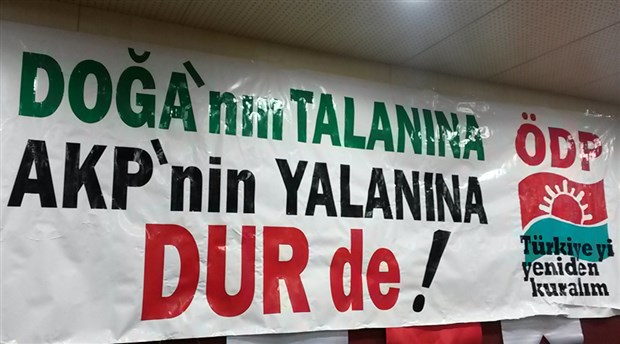 DOĞA`nın TALANINA
AKP`nin YALANINA
DUR de!
ÖDP
Türkiye'yi
yeniden
kuralım